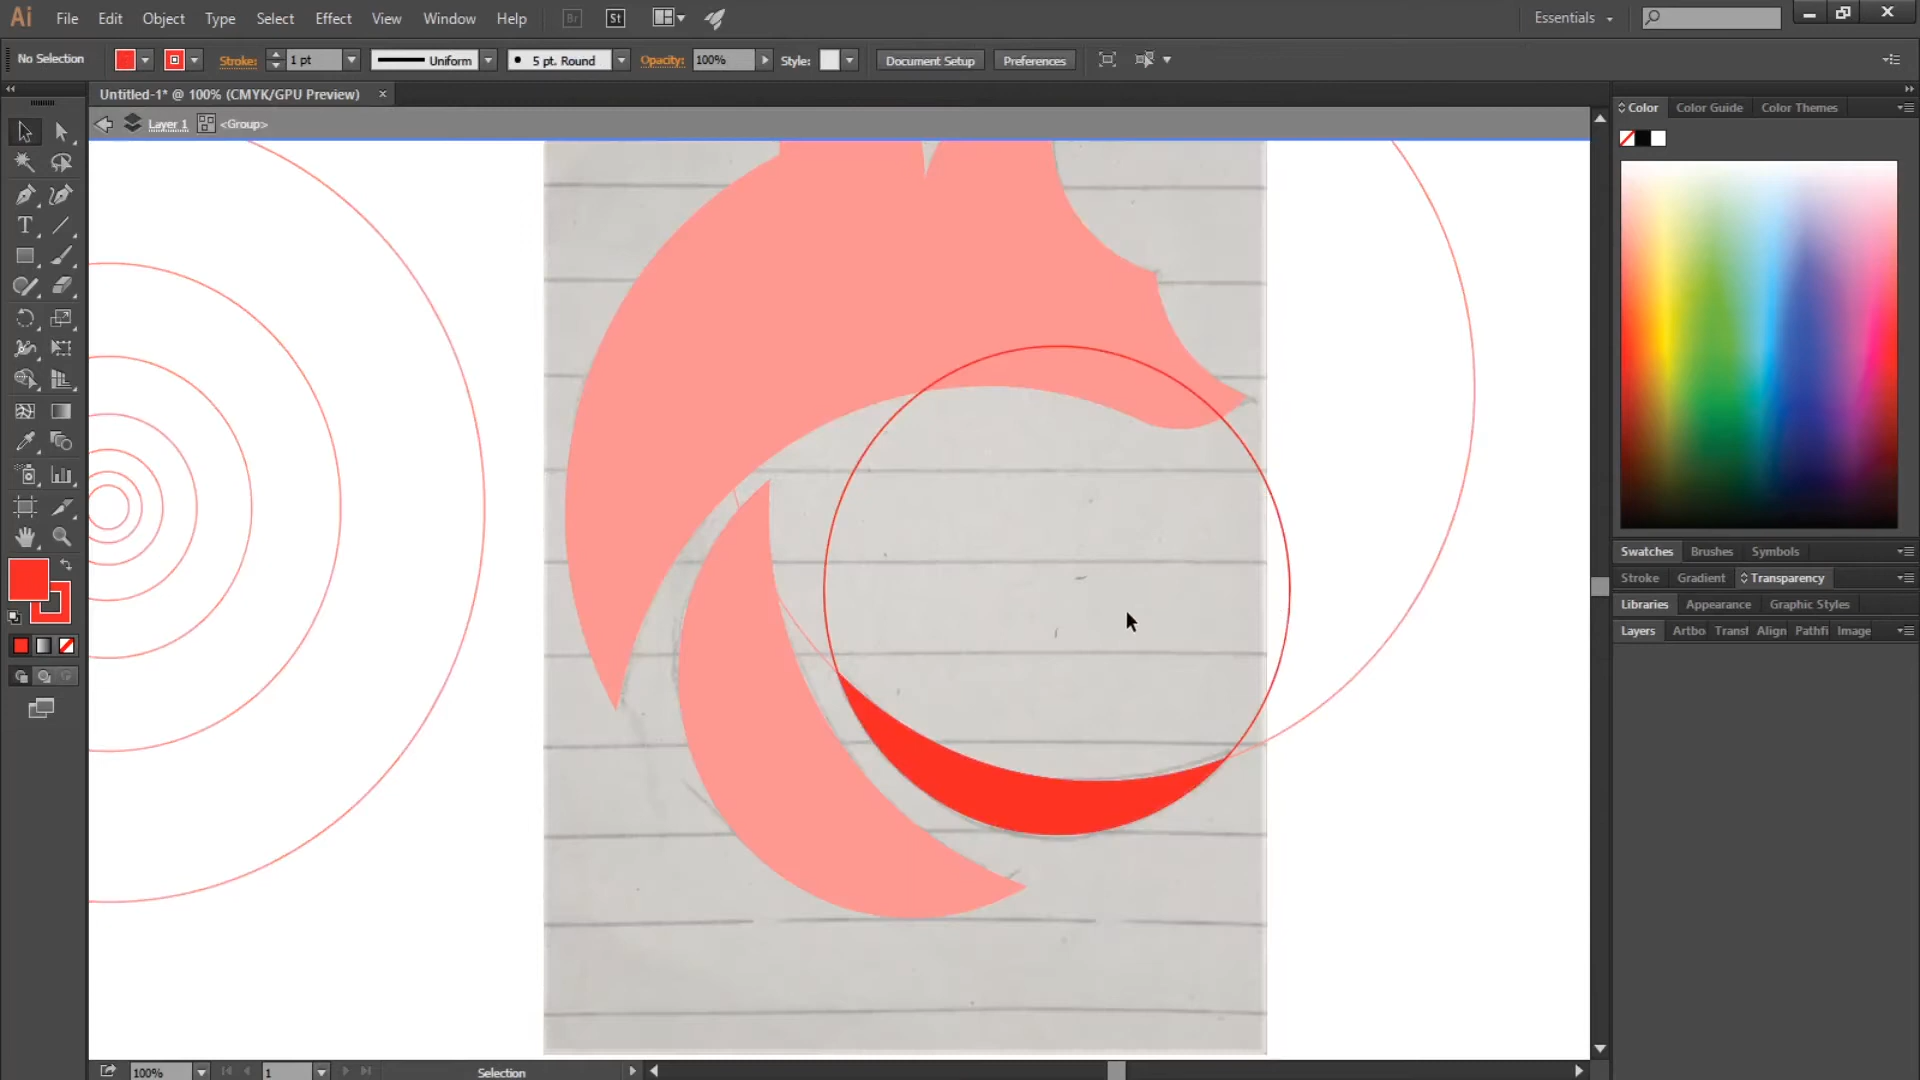 Ai File Edit Object Type Select Effect View Window Help Br St Essentials
No Selection Stroke: 1 pt Uniform 5 pt. Round Opacity: 100% Style: Document Setup Preferences
Untitled-1* @ 100% (CMYK/GPU Preview)
Layer 1 <Group>
Color Color Guide Color Themes
Swatches Brushes Symbols
Stroke Gradient Transparency
Libraries Appearance Graphic Styles
Layers Artbo Transf Align Pathfi Image
100% 1 Selection